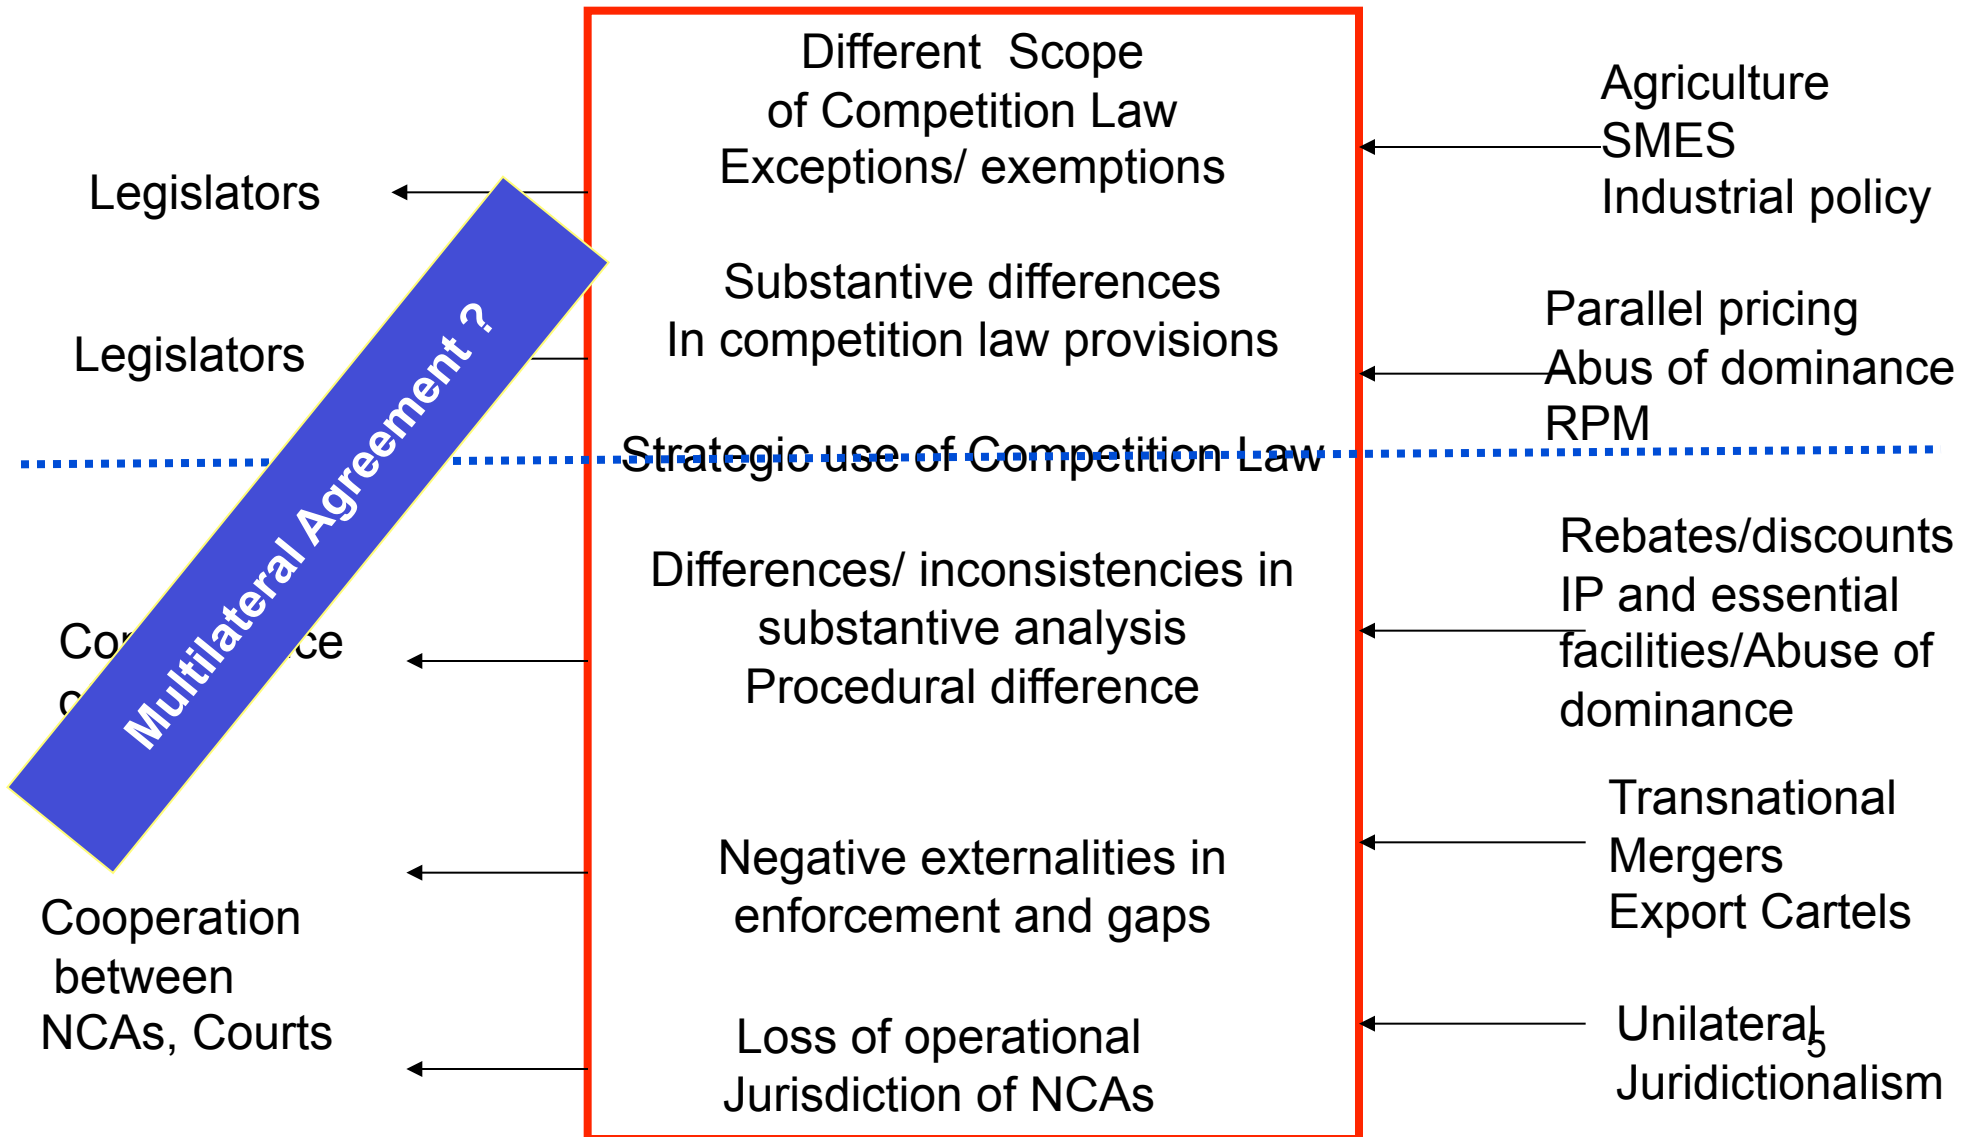 Different  Scope
of Competition Law
Exceptions/ exemptions
Substantive differences
In competition law provisions
Strategic use of Competition Law
Differences/ inconsistencies in
substantive analysis
Procedural difference
Negative externalities in
enforcement and gaps
Loss of operational
Jurisdiction of NCAs
Legislators
Legislators
Multilateral Agreement ?
Cooperation
between
NCAs, Courts
Agriculture
SMES
Industrial policy
Parallel pricing
Abus of dominance
RPM
Rebates/discounts
IP and essential
facilities/Abuse of
dominance
Transnational
Mergers
Export Cartels
Unilateral
Juridictionalism
5